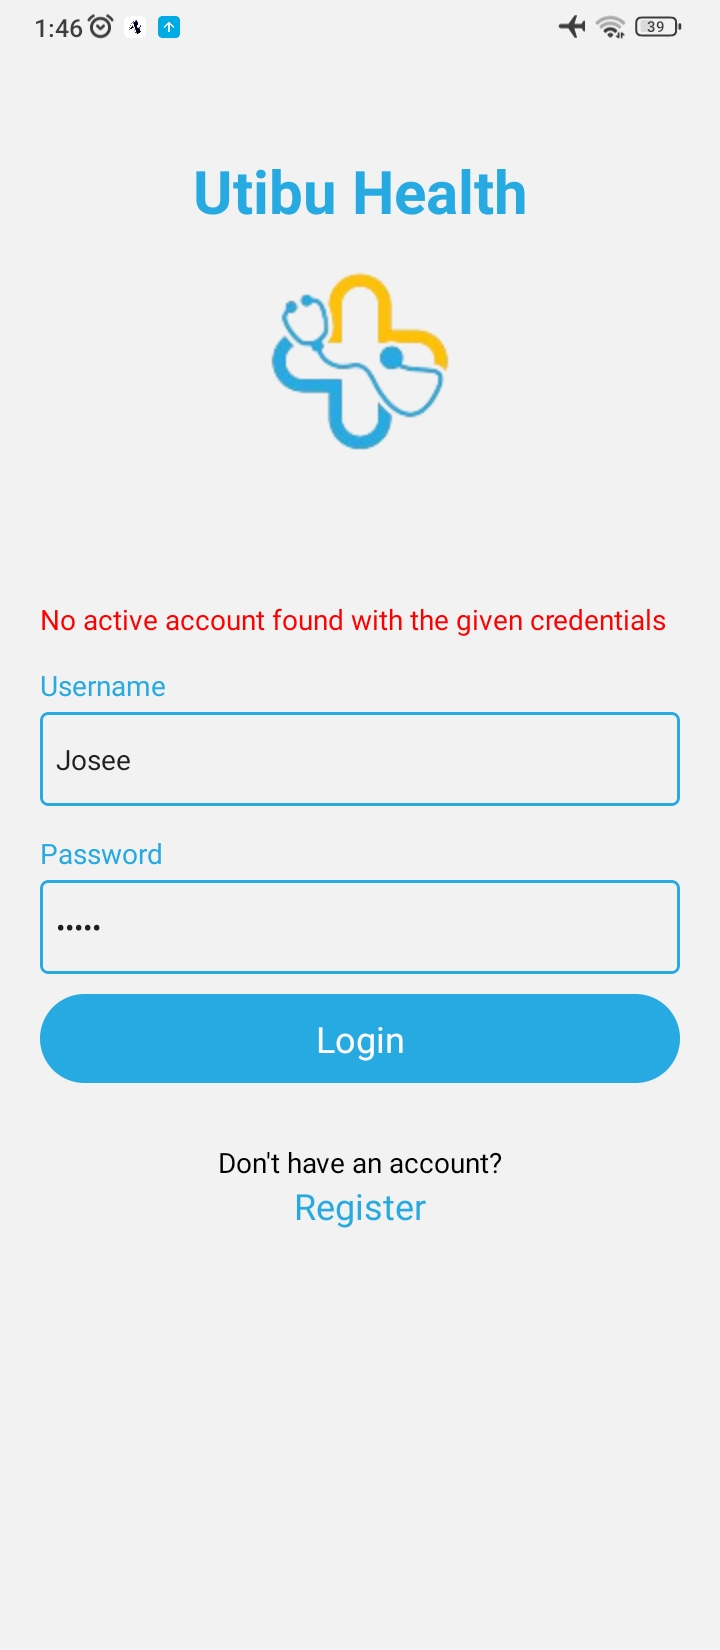 1:46
39
Utibu Health
No active account found with the given credentials
Username
Josee
Password
•••••
Login
Don't have an account?
Register